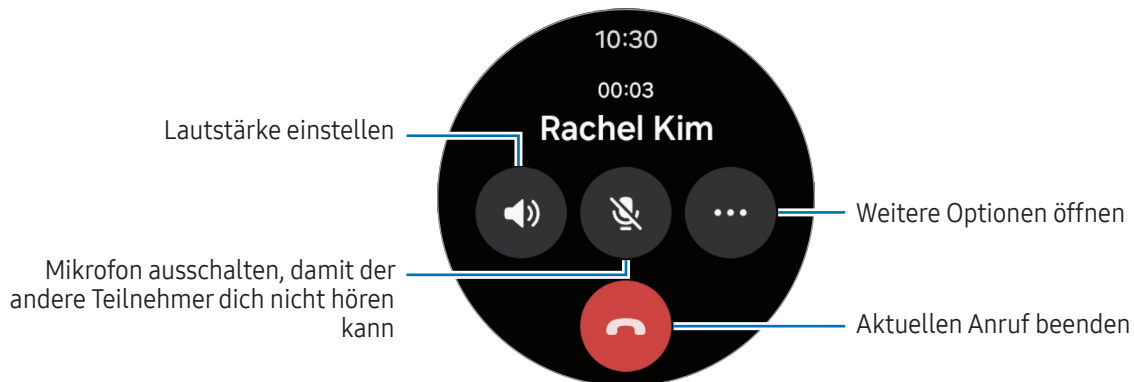 10:30
00:03
Rachel Kim
Lautstärke einstellen
Weitere Optionen öffnen
Mikrofon ausschalten, damit der
andere Teilnehmer dich nicht hören
kann
Aktuellen Anruf beenden